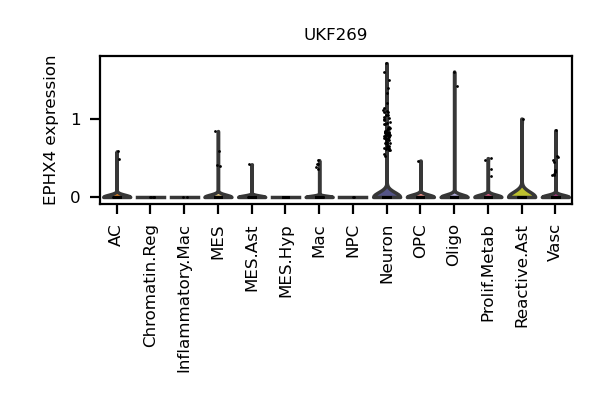 UKF269
EPHX4 expression
1
0
AC
Chromatin.Reg
Inflammatory.Mac
MES
MES.Ast
MES.Hyp
Mac
NPC
Neuron
OPC
Oligo
Prolif.Metab
Reactive.Ast
Vasc